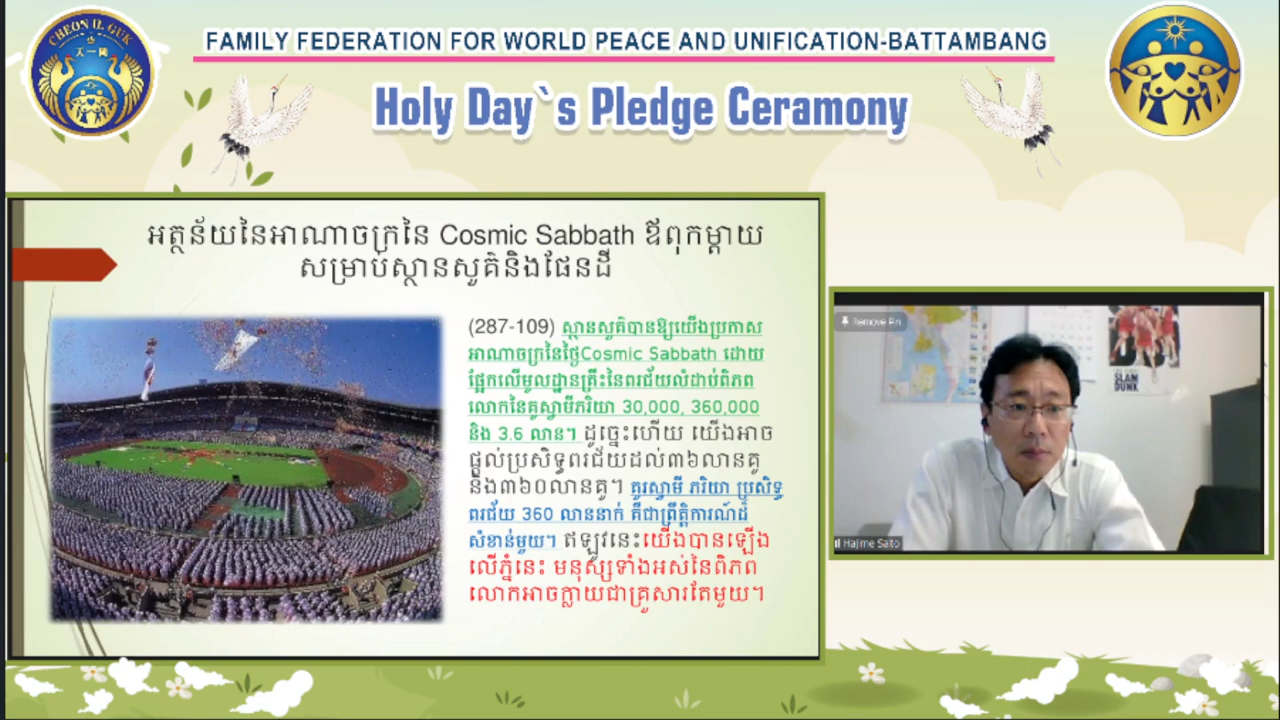 CHEON IL GUK
天一國
FAMILY FEDERATION FOR WORLD PEACE AND UNIFICATION-BATTAMBANG
Holy Day`s Pledge Ceramony
អត្ថន័យនៃអាណាចក្រនៃ Cosmic Sabbath ឪពុកម្តាយ
សម្រាប់ស្ថានសួគ៌និងផែនដី
(287-109) ស្ថានសួគ៌បានឱ្យយើងប្រកាស
អាណាចក្រនៃថ្ងៃCosmic Sabbath ដោយ
ផ្អែកលើមូលដ្ឋានគ្រឹះនៃពរជ័យលំដាប់ពិភព
លោកនៃគូស្វាមីភរិយា 30,000, 360,000
និង 3.6 លាន។ ដូច្នេះហើយ យើងអាច
ផ្តល់ប្រសិទ្ធពរជ័យដល់៣៦លានគូ
និង៣៦០លានគូ។ គូរស្វាមី ភរិយា ប្រសិទ្ធ
ពរជ័យ 360 លាននាក់ គឺជាព្រឹត្តិការណ៍ដ៏
សំខាន់មួយ។ ឥឡូវនេះយើងបានឡើង
លើភ្នំនេះ មនុស្សទាំងអស់នៃពិភព
លោកអាចក្លាយជាគ្រួសារតែមួយ។
Remove Pin
SLAM
DUNK
Hajime Saito